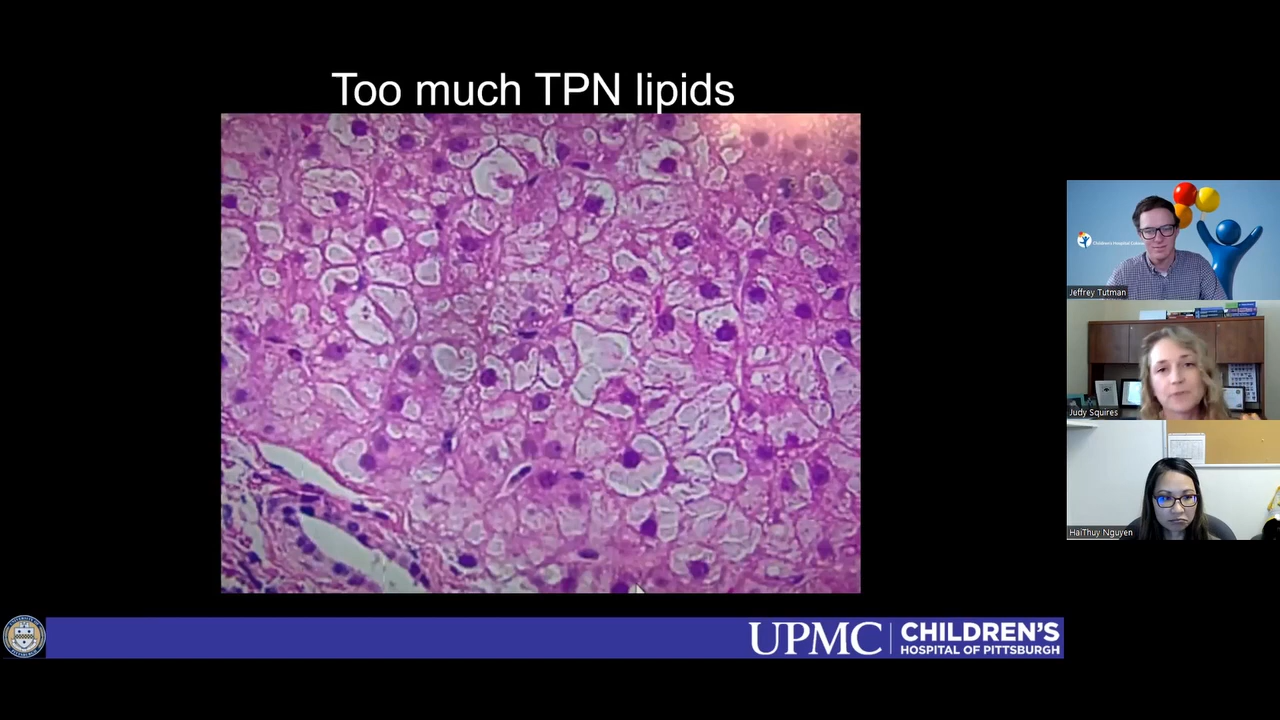 Too much TPN lipids
Jeffrey Tutman
Judy Squires
HaiThuy Nguyen
UPMC
CHILDREN'S
HOSPITAL OF PITTSBURGH